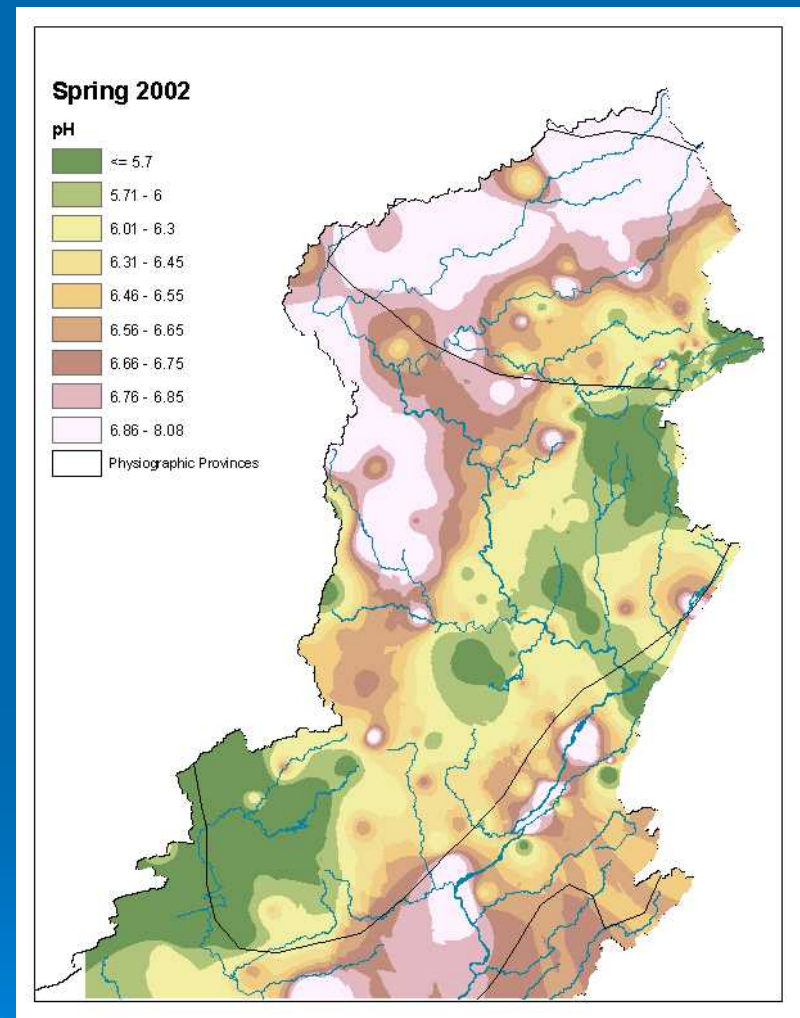 Spring 2002
pH
<= 5.7
5.71 - 6
6.01 - 6.3
6.31 - 6.45
6.46 - 6.55
6.56 - 6.65
6.66 - 6.75
6.76 - 6.85
6.86 - 8.08
Physiographic Provinces